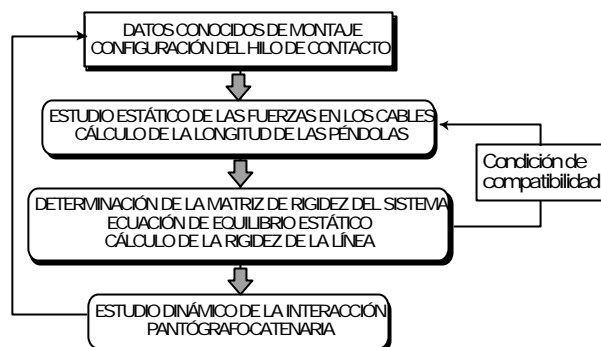 DATOS CONOCIDOS DE MONTAJE
CONFIGURACIÓN DEL HILO DE CONTACTO
ESTUDIO ESTÁTICO DE LAS FUERZAS EN LOS CABLES
CÁLCULO DE LA LONGITUD DE LAS PÉNDOLAS
Condición de
compatibilidad
DETERMINACIÓN DE LA MATRIZ DE RIGIDEZ DEL SISTEMA
ECUACIÓN DE EQUILIBRIO ESTÁTICO
CÁLCULO DE LA RIGIDEZ DE LA LÍNEA
ESTUDIO DINÁMICO DE LA INTERACCIÓN
PANTÓGRAFOCATENARIA